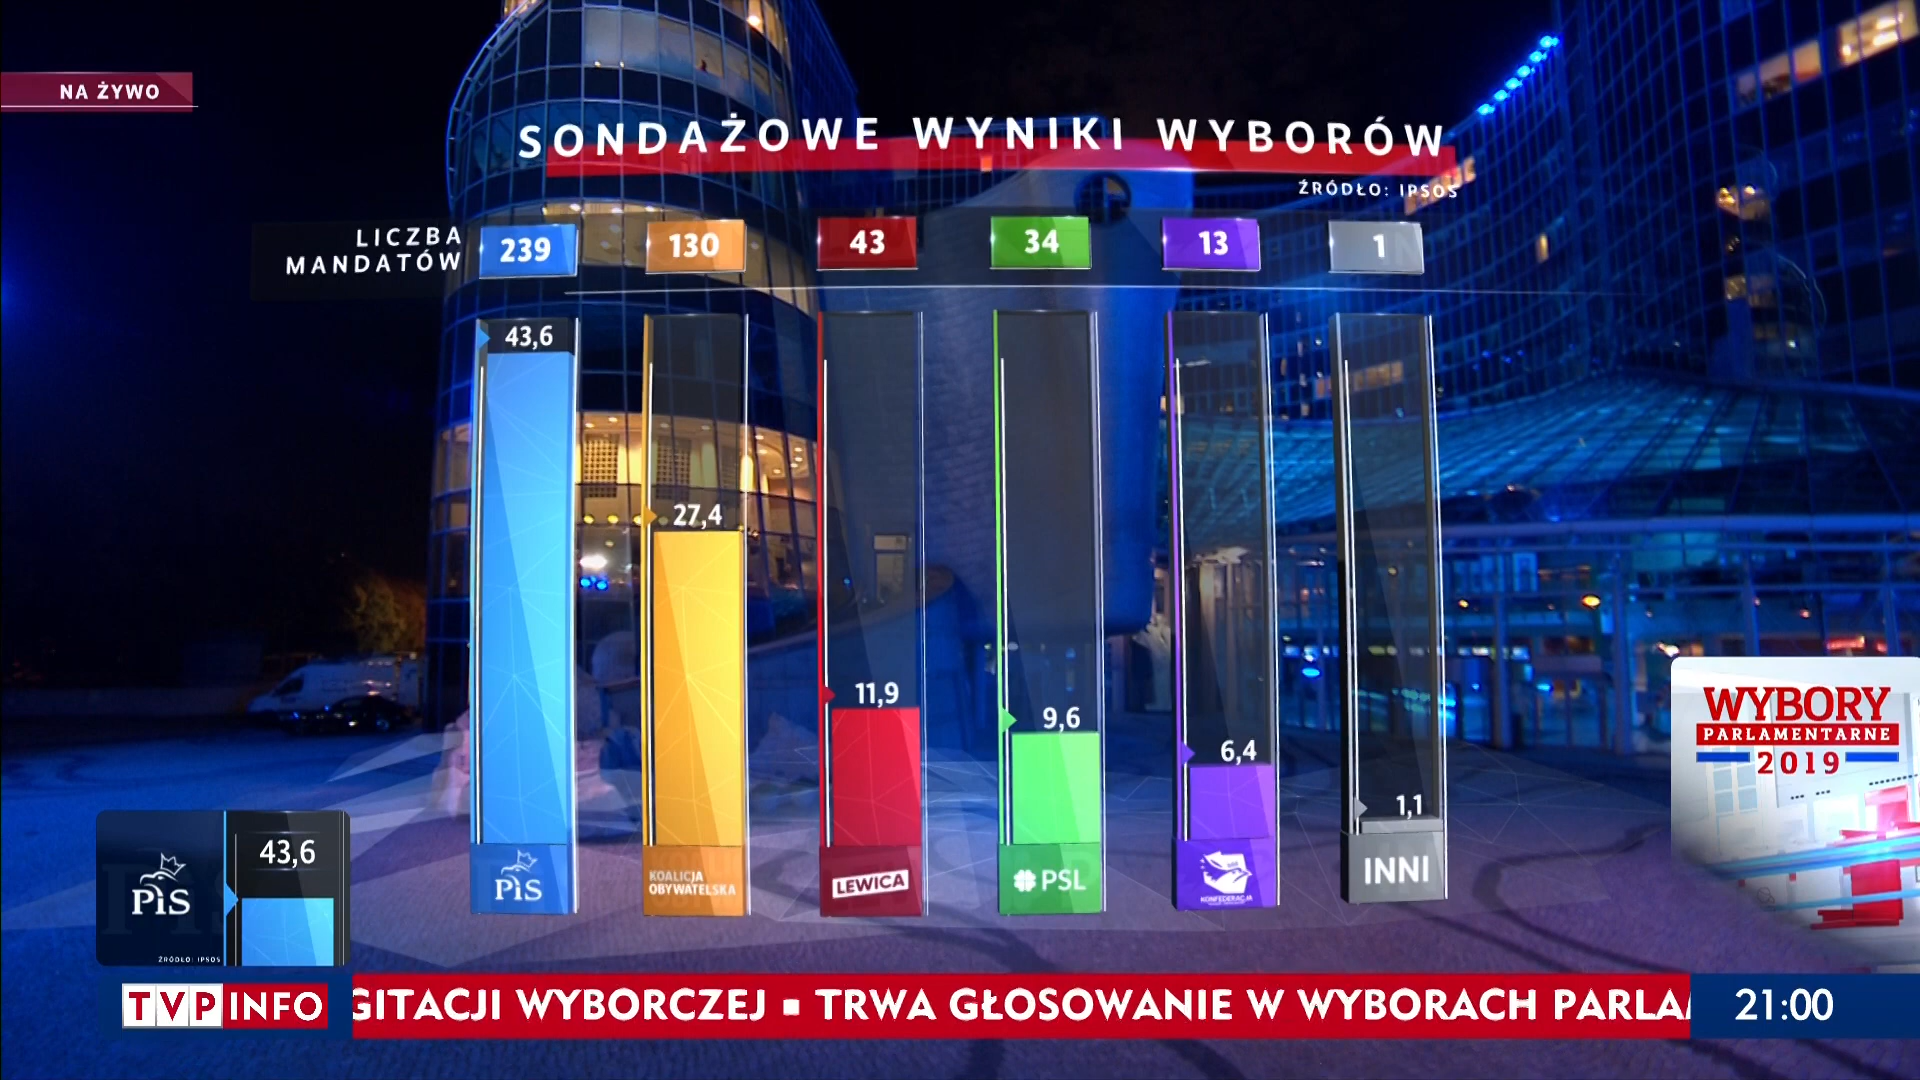 NA ŻYWO
SONDAŻOWE WYNIKI WYBORÓW
ŹRÓDŁO: IPSOS
LICZBA
MANDATÓW
239
130
43
34
13
1
43,6
27,4
11,9
9,6
6,4
1,1
PiS
KOALICJA
OBYWATELSKA
LEWICA
PSL
KONFEDERACJA
INNI
WYBORY
PARLAMENTARNE
2019
PiS
43,6
ŹRÓDŁO: IPSOS
TVP INFO
GITACJI WYBORCZEJ ▪ TRWA GŁOSOWANIE W WYBORACH PARLA
21:00